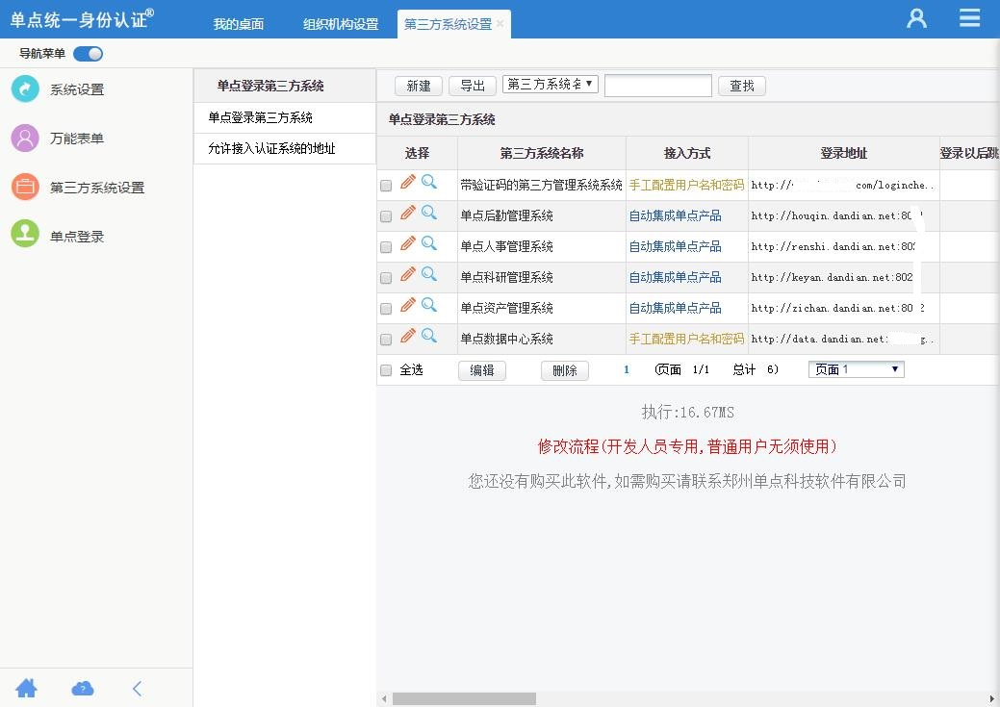 单点统一身份认证® 我的桌面 组织机构设置 第三方系统设置 ×
导航菜单
系统设置
万能表单
第三方系统设置
单点登录
单点登录第三方系统
单点登录第三方系统
允许接入认证系统的地址
新建 导出 第三方系统名 查找
单点登录第三方系统
选择 第三方系统名称 接入方式 登录地址 登录以后跳
带验证码的第三方管理系统系统 手工配置用户名和密码 http:// com/loginche..
单点后勤管理系统 自动集成单点产品 http://houqin.dandian.net:80
单点人事管理系统 自动集成单点产品 http://renshi.dandian.net:80
单点科研管理系统 自动集成单点产品 http://keyan.dandian.net:802
单点资产管理系统 自动集成单点产品 http://zichan.dandian.net:80 2
单点数据中心系统 手工配置用户名和密码 http://data.dandian.net: g..
全选 编辑 删除 1 (页面 1/1 总计 6) 页面 1
执行:16.67MS
修改流程(开发人员专用,普通用户无须使用)
您还没有购买此软件,如需购买请联系郑州单点科技软件有限公司